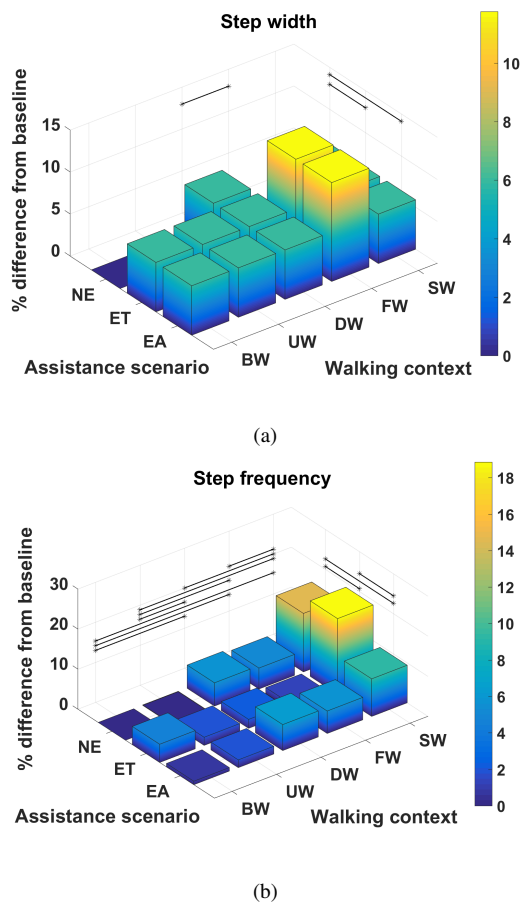 Step width
10
8
6
4
2
0
% difference from baseline
15
10
5
0
NE
ET
EA
BW
UW
DW
FW
SW
Assistance scenario
Walking context
(a)
Step frequency
18
16
14
12
10
8
6
4
2
0
% difference from baseline
30
20
10
0
NE
ET
EA
BW
UW
DW
FW
SW
Assistance scenario
Walking context
(b)